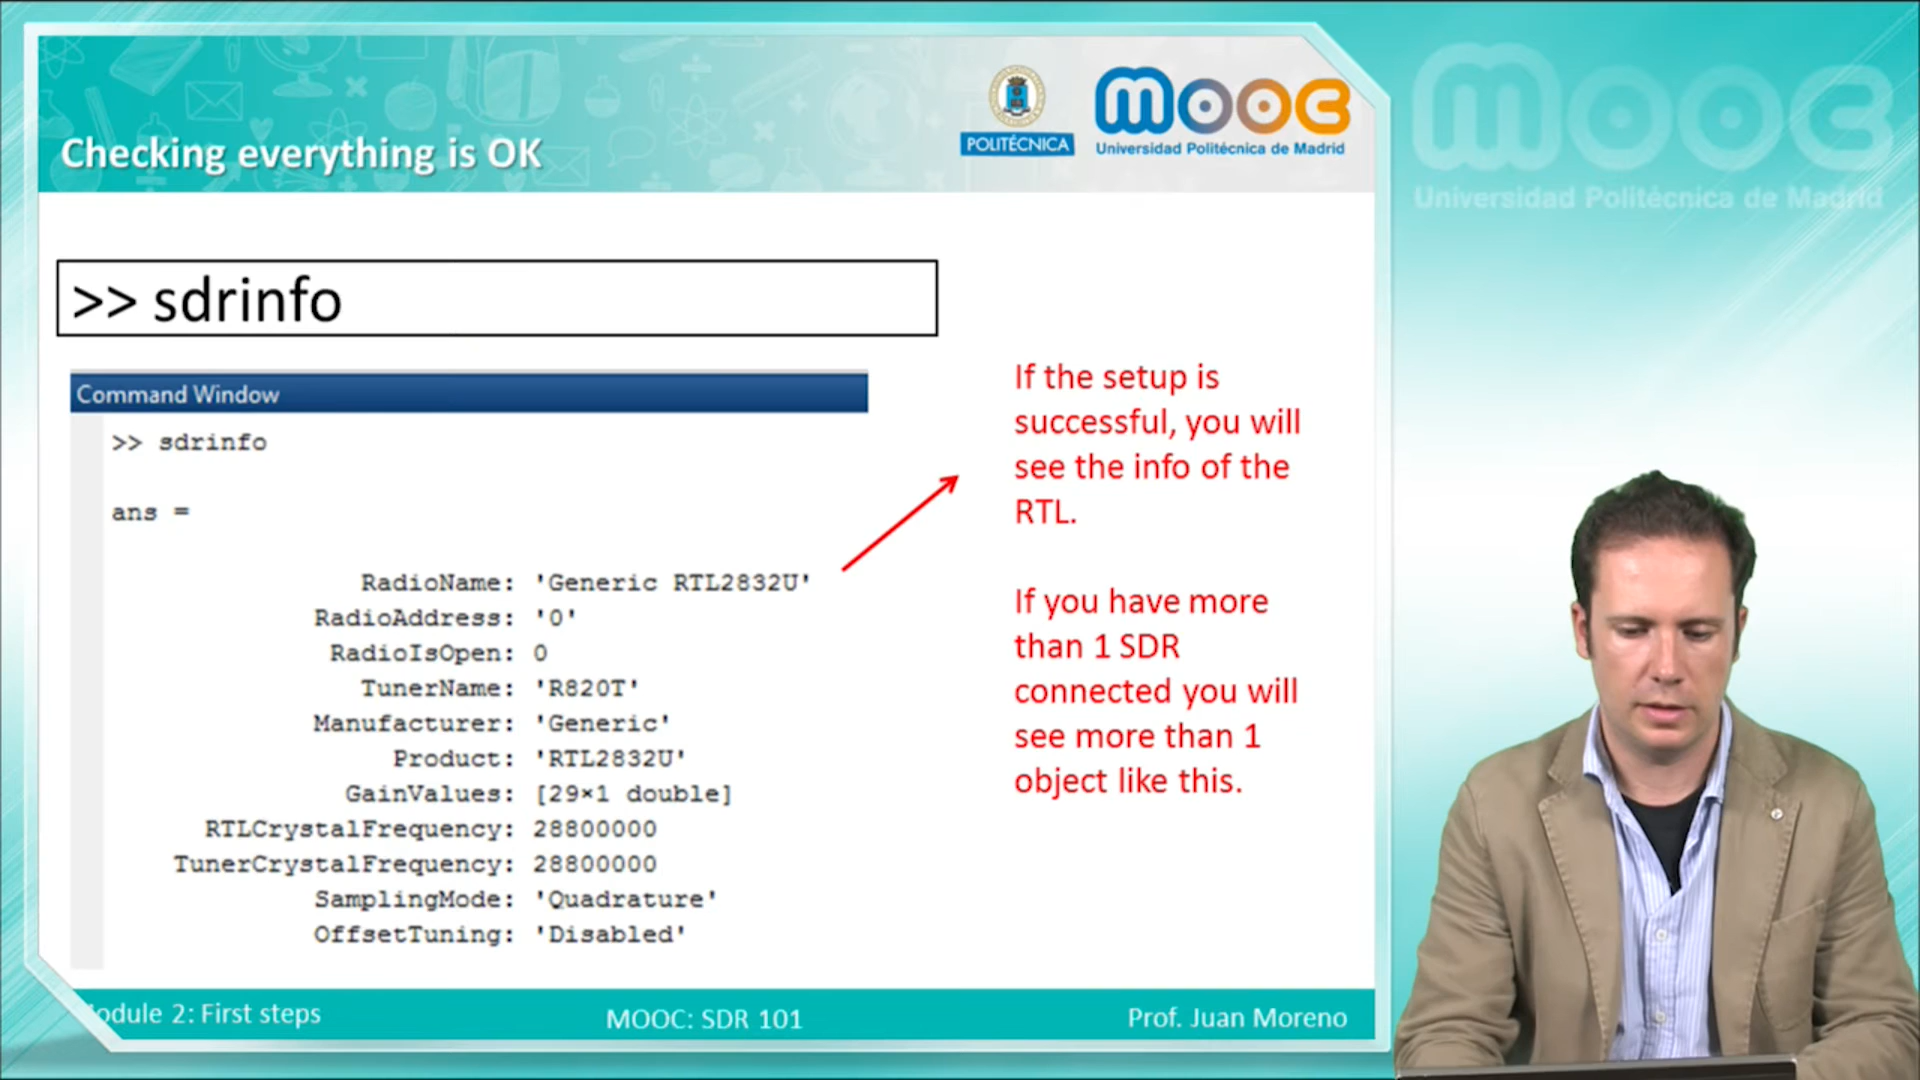 Checking everything is OK
POLITÉCNICA
mooc
Universidad Politécnica de Madrid
mooc
Universidad Politécnica de Madrid
>> sdrinfo
Command Window
>> sdrinfo
ans =
RadioName: 'Generic RTL2832U'
RadioAddress: '0'
RadioIsOpen: 0
TunerName: 'R820T'
Manufacturer: 'Generic'
Product: 'RTL2832U'
GainValues: [29×1 double]
RTLCrystalFrequency: 28800000
TunerCrystalFrequency: 28800000
SamplingMode: 'Quadrature'
OffsetTuning: 'Disabled'
If the setup is
successful, you will
see the info of the
RTL.
If you have more
than 1 SDR
connected you will
see more than 1
object like this.
odule 2: First steps
MOOC: SDR 101
Prof. Juan Moreno